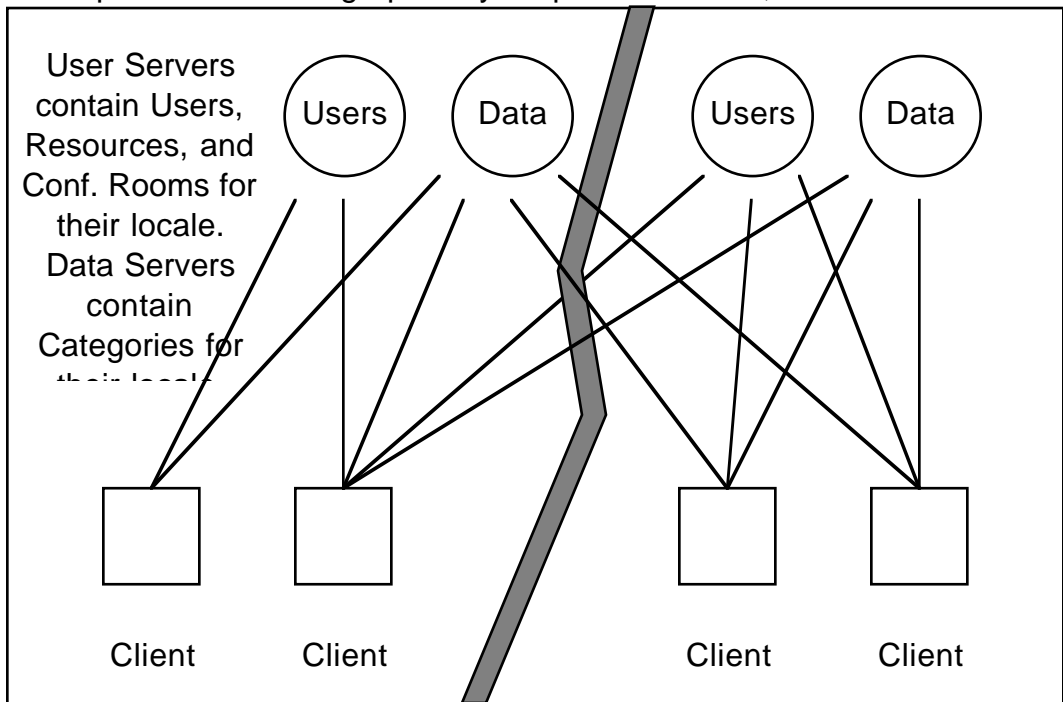 User Servers
contain Users,
Resources, and
Conf. Rooms for
their locale.
Data Servers
contain
Categories for
Users
Data
Users
Data
Client
Client
Client
Client